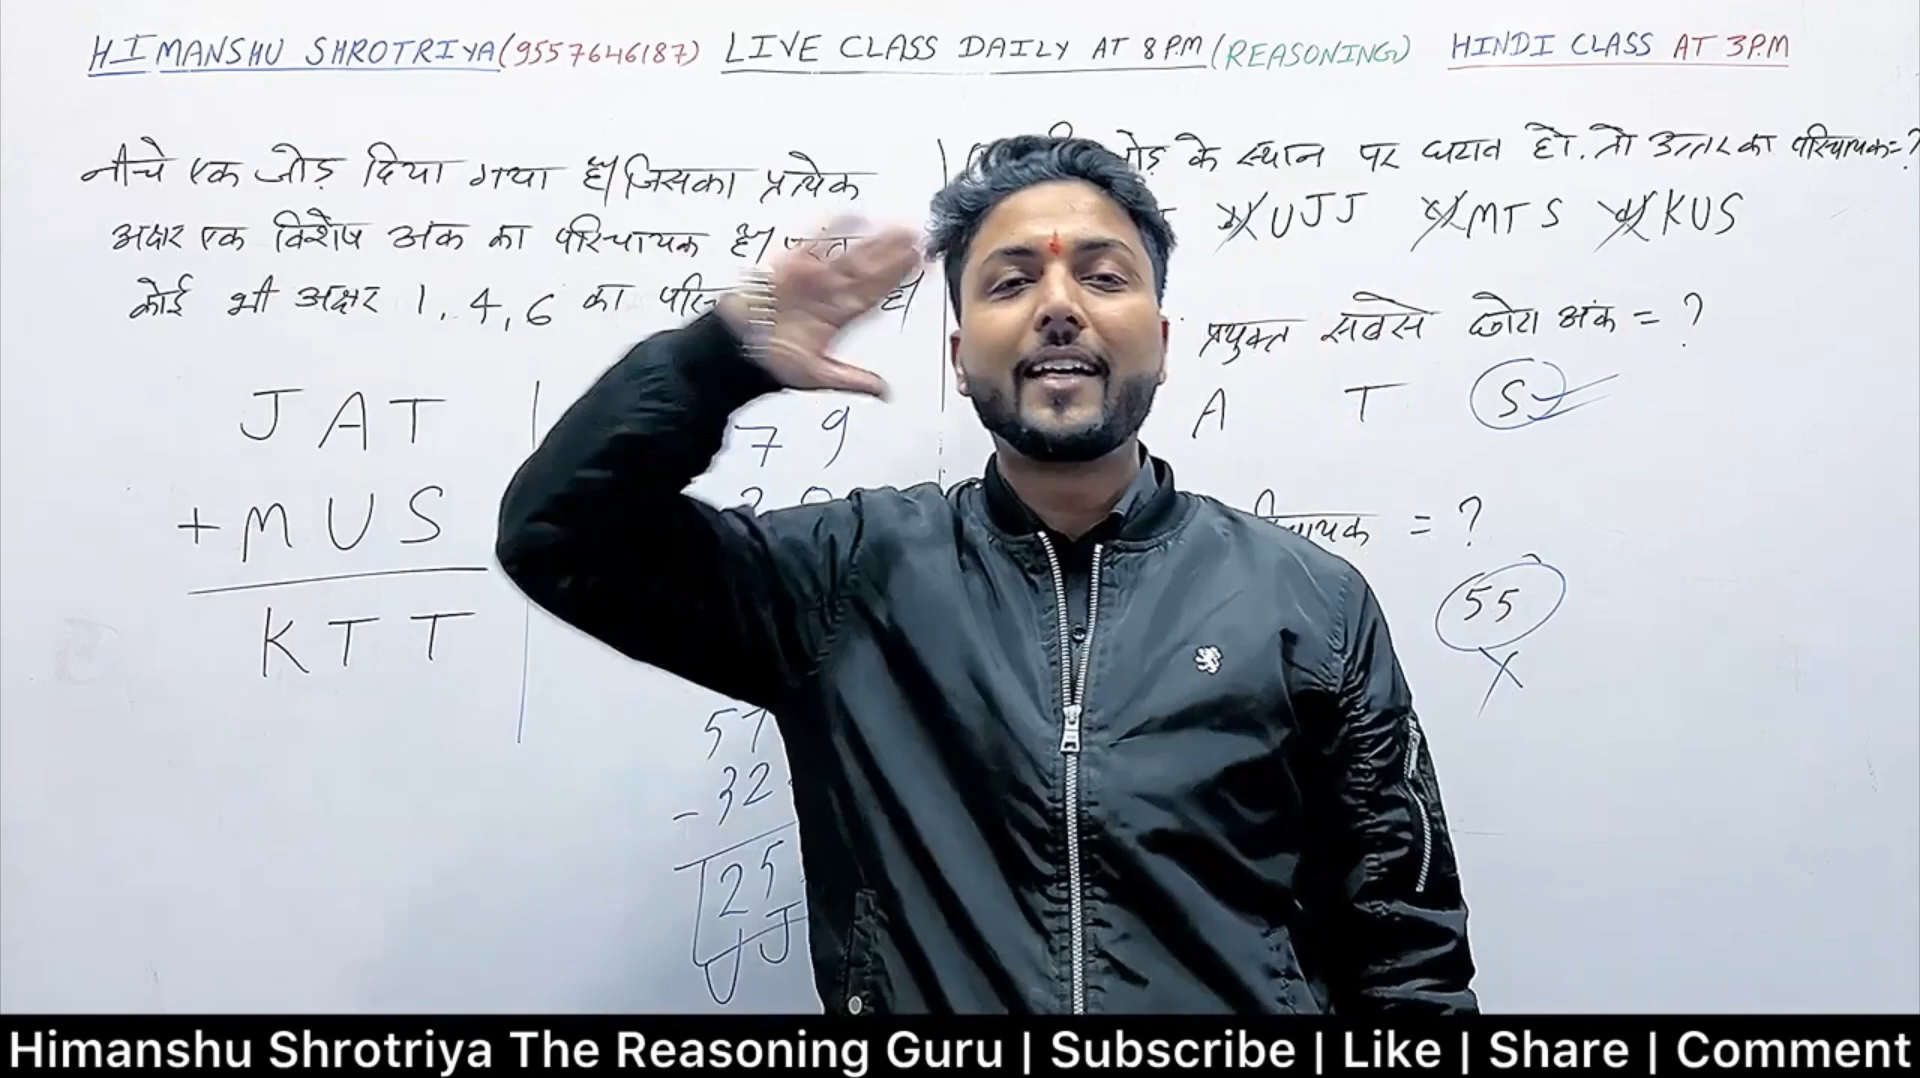 HIMANSHU SHROTRIYA(9557646187) LIVE CLASS DAILY AT 8 P.M (REASONING) HINDI CLASS AT 3P.M
नीचे एक जोड़ दिया गया है। जिसका प्रत्येक
अक्षर एक विशेष अंक का परिचायक है।
कोई भी अक्षर 1, 4, 6 का
JAT
+MUS
KTT
79
57
-32
25
UJ
के स्थान पर घटाव हो. तो उत्तर का परिचायक=?
UJJ MTS KUS
प्रयुक्त सबसे छोटा अंक = ?
A T S
= ?
55
X
Himanshu Shrotriya The Reasoning Guru | Subscribe | Like | Share | Comment